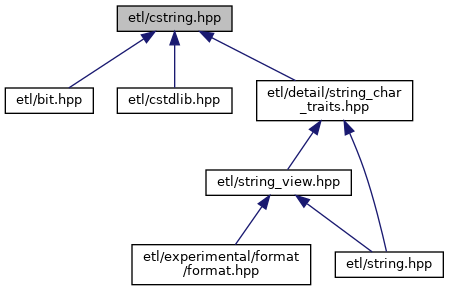 etl/cstring.hpp
etl/bit.hpp
etl/cstdlib.hpp
etl/detail/string_char
_traits.hpp
etl/string_view.hpp
etl/experimental/format
/format.hpp
etl/string.hpp